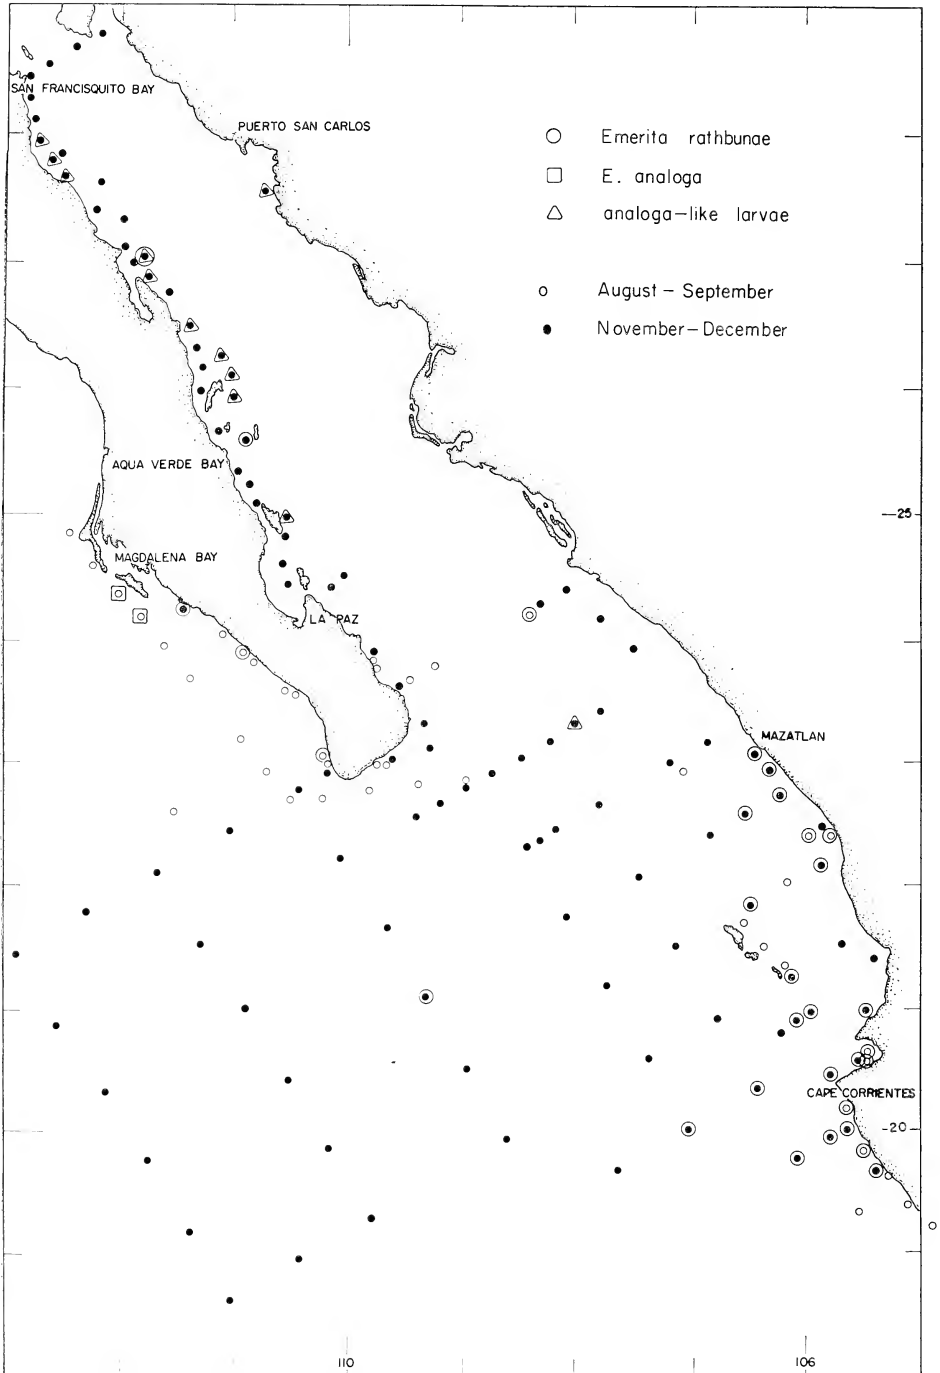 SAN FRANCISQUITO BAY
PUERTO SAN CARLOS
Emerita rathbunae
E. analoga
analoga-like larvae
August - September
November - December
AQUA VERDE BAY
-25
MAGDALENA BAY
LA PAZ
MAZATLAN
CAPE CORRIENTES
-20
110
106